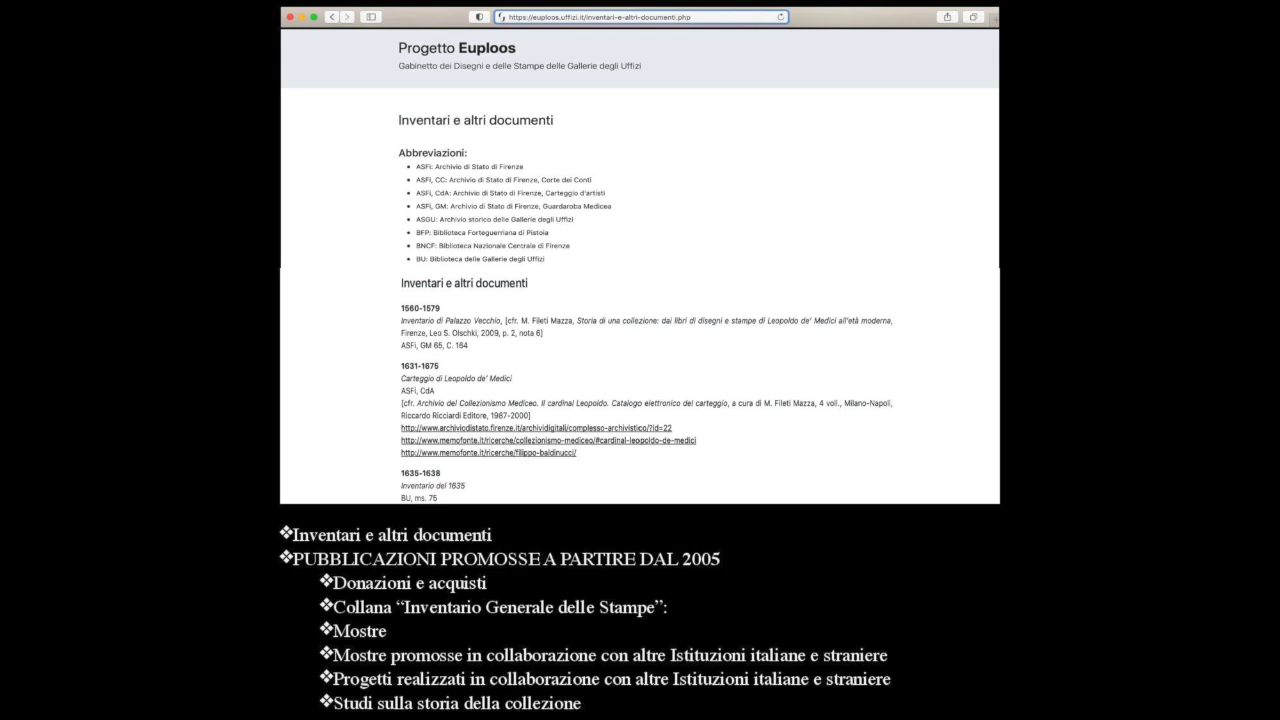 https://euploos.uffizi.it/inventari-e-altri-documenti.php
Progetto Euploos
Gabinetto dei Disegni e delle Stampe delle Gallerie degli Uffizi
Inventari e altri documenti
Abbreviazioni:
• ASFi: Archivio di Stato di Firenze
• ASFi, CC: Archivio di Stato di Firenze, Corte dei Conti
• ASFi, CdA: Archivio di Stato di Firenze, Carteggio d'artisti
• ASFi, GM: Archivio di Stato di Firenze, Guardaroba Medicea
• ASGU: Archivio storico delle Gallerie degli Uffizi
• BFP: Biblioteca Forteguerriana di Pistoia
• BNCF: Biblioteca Nazionale Centrale di Firenze
• BU: Biblioteca delle Gallerie degli Uffizi
Inventari e altri documenti
1560-1579
Inventario di Palazzo Vecchio, [cfr. M. Fileti Mazza, Storia di una collezione: dai libri di disegni e stampe di Leopoldo de' Medici all'età moderna,
Firenze, Leo S. Olschki, 2009, p. 2, nota 6]
ASFi, GM 65, C. 164
1631-1675
Carteggio di Leopoldo de' Medici
ASFi, CdA
[cfr. Archivio del Collezionismo Mediceo. Il cardinal Leopoldo. Catalogo elettronico del carteggio, a cura di M. Fileti Mazza, 4 voll., Milano-Napoli,
Riccardo Ricciardi Editore, 1987-2000]
http://www.archiviodistato.firenze.it/archividigitali/complesso-archivistico/?id=22
http://www.memofonte.it/ricerche/collezionismo-mediceo/#cardinal-leopoldo-de-medici
http://www.memofonte.it/ricerche/filippo-baldinucci/
1635-1638
Inventario del 1635
BU, ms. 75
❖Inventari e altri documenti
❖PUBBLICAZIONI PROMOSSE A PARTIRE DAL 2005
❖Donazioni e acquisti
❖Collana “Inventario Generale delle Stampe”:
❖Mostre
❖Mostre promosse in collaborazione con altre Istituzioni italiane e straniere
❖Progetti realizzati in collaborazione con altre Istituzioni italiane e straniere
❖Studi sulla storia della collezione